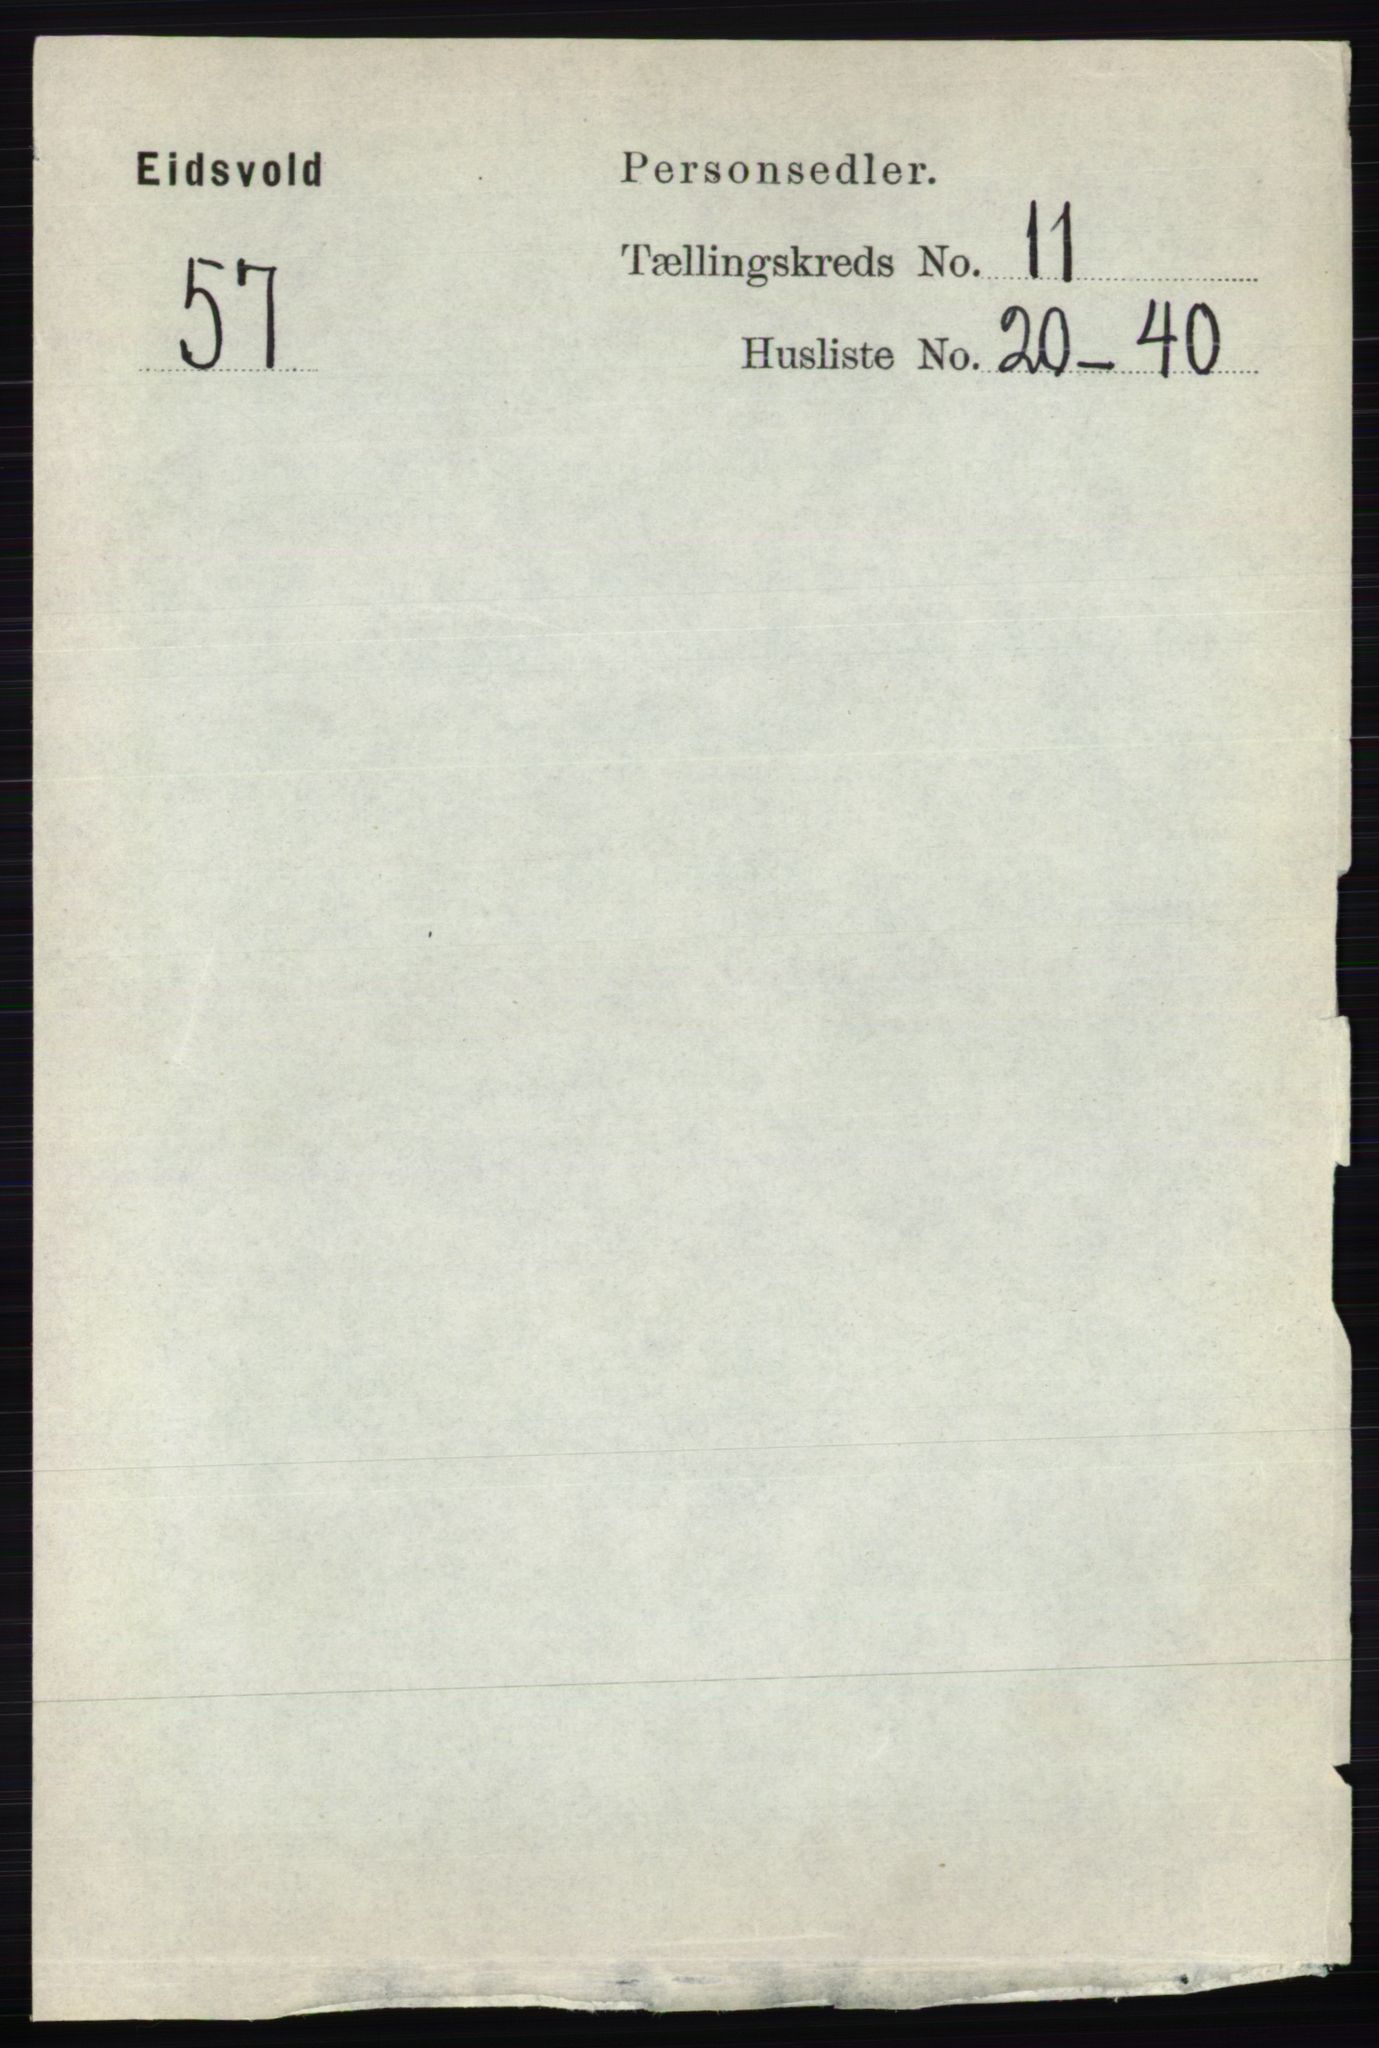 Eidsvold
57
Personsedler.
Tællingskreds No. 11
Husliste No. 20-40